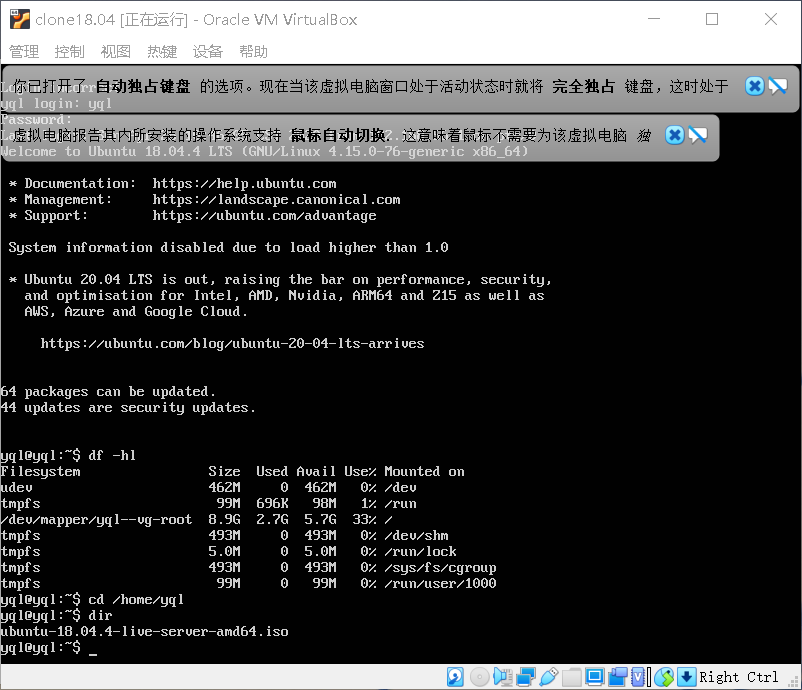 clone18.04 [正在运行] - Oracle VM VirtualBox
管理 控制 视图 热键 设备 帮助
你已打开了 自动独占键盘 的选项。现在当该虚拟电脑窗口处于活动状态时就将 完全独占 键盘，这时处于
yql login: yql
Password:
虚拟电脑报告其内所安装的操作系统支持 鼠标自动切换. 这意味着鼠标不需要为该虚拟电脑 独
Welcome to Ubuntu 18.04.4 LTS (GNU/Linux 4.15.0-76-generic x86_64)
* Documentation:  https://help.ubuntu.com
* Management:     https://landscape.canonical.com
* Support:        https://ubuntu.com/advantage
System information disabled due to load higher than 1.0
* Ubuntu 20.04 LTS is out, raising the bar on performance, security,
and optimisation for Intel, AMD, Nvidia, ARM64 and Z15 as well as
AWS, Azure and Google Cloud.
https://ubuntu.com/blog/ubuntu-20-04-lts-arrives
64 packages can be updated.
44 updates are security updates.
yql@yql:~$ df -hl
Filesystem                Size  Used Avail Use% Mounted on
udev                      462M     0  462M   0% /dev
tmpfs                      99M  696K   98M   1% /run
/dev/mapper/yql--vg-root  8.9G  2.7G  5.7G  33% /
tmpfs                     493M     0  493M   0% /dev/shm
tmpfs                     5.0M     0  5.0M   0% /run/lock
tmpfs                     493M     0  493M   0% /sys/fs/cgroup
tmpfs                      99M     0   99M   0% /run/user/1000
yql@yql:~$ cd /home/yql
yql@yql:~$ dir
ubuntu-18.04.4-live-server-amd64.iso
yql@yql:~$ _
Right Ctrl